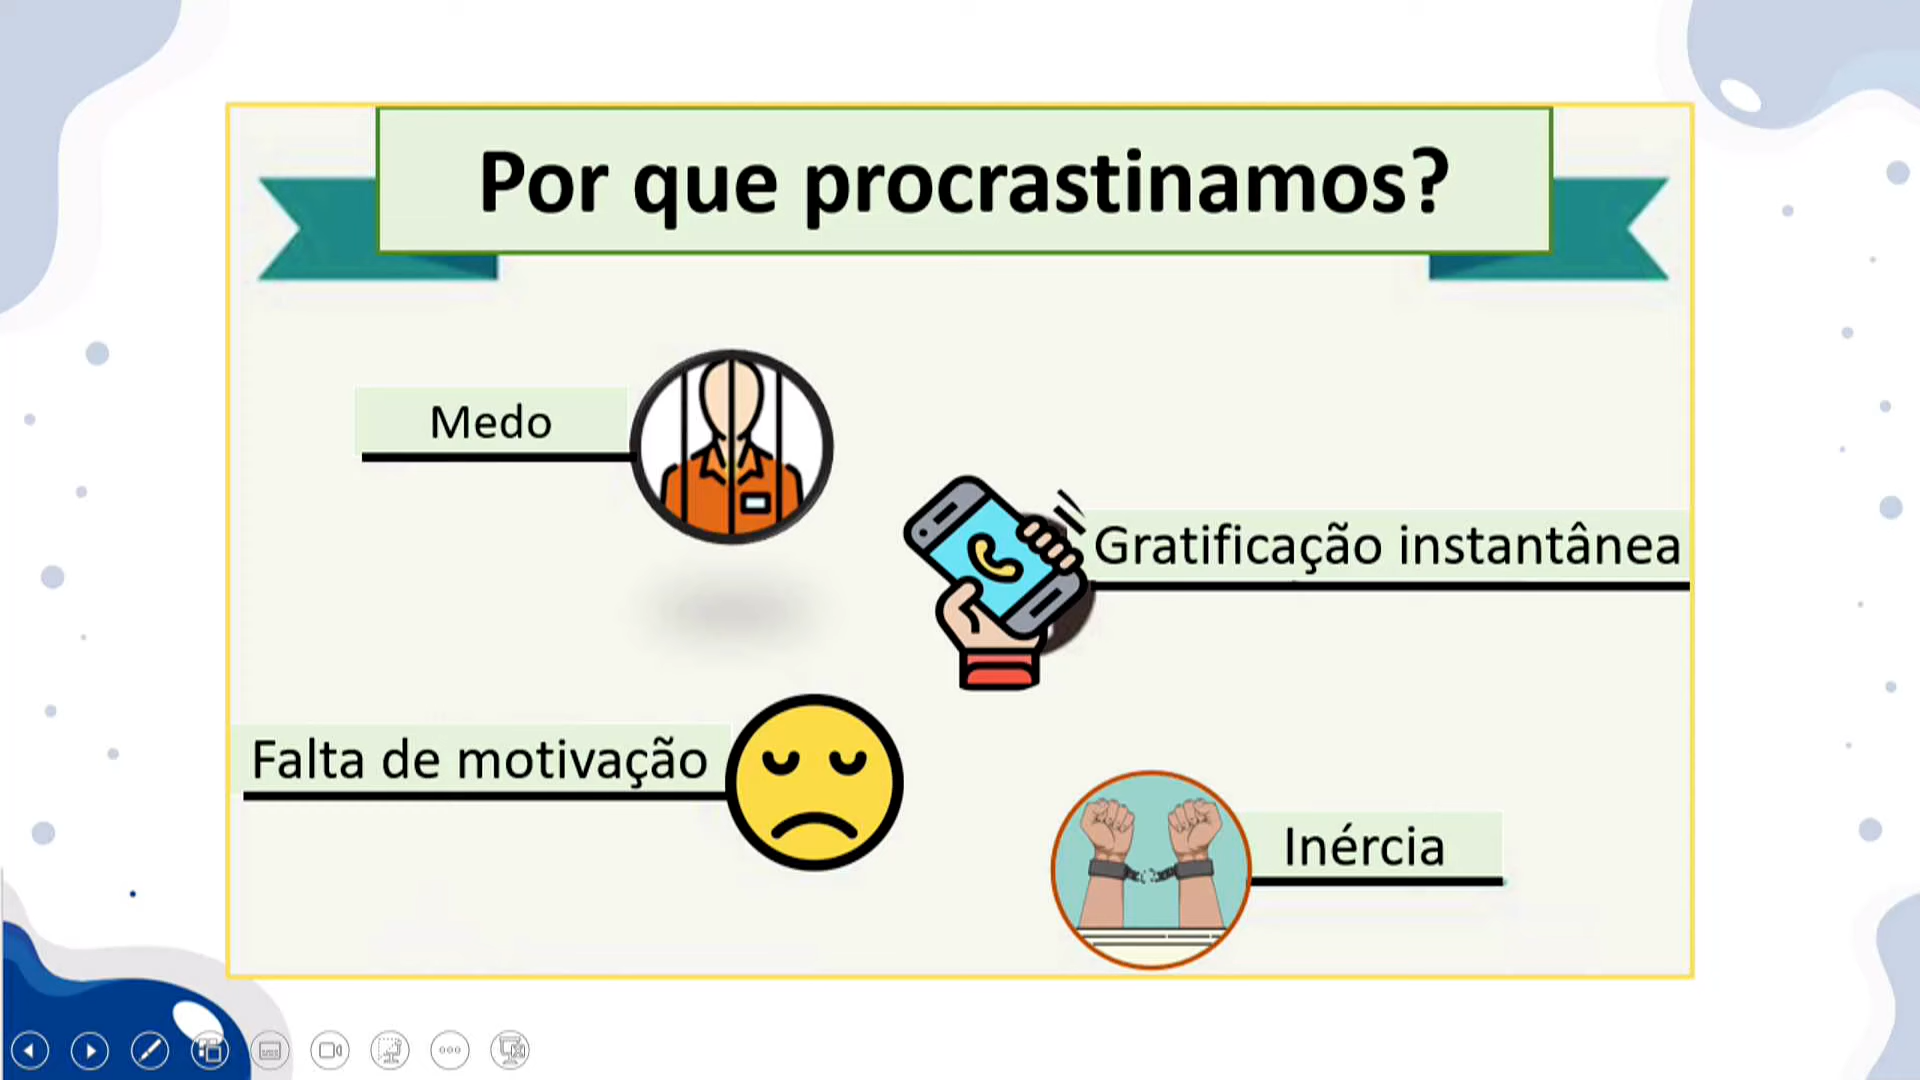 Por que procrastinamos?
Medo
Gratificação instantânea
Falta de motivação
Inércia